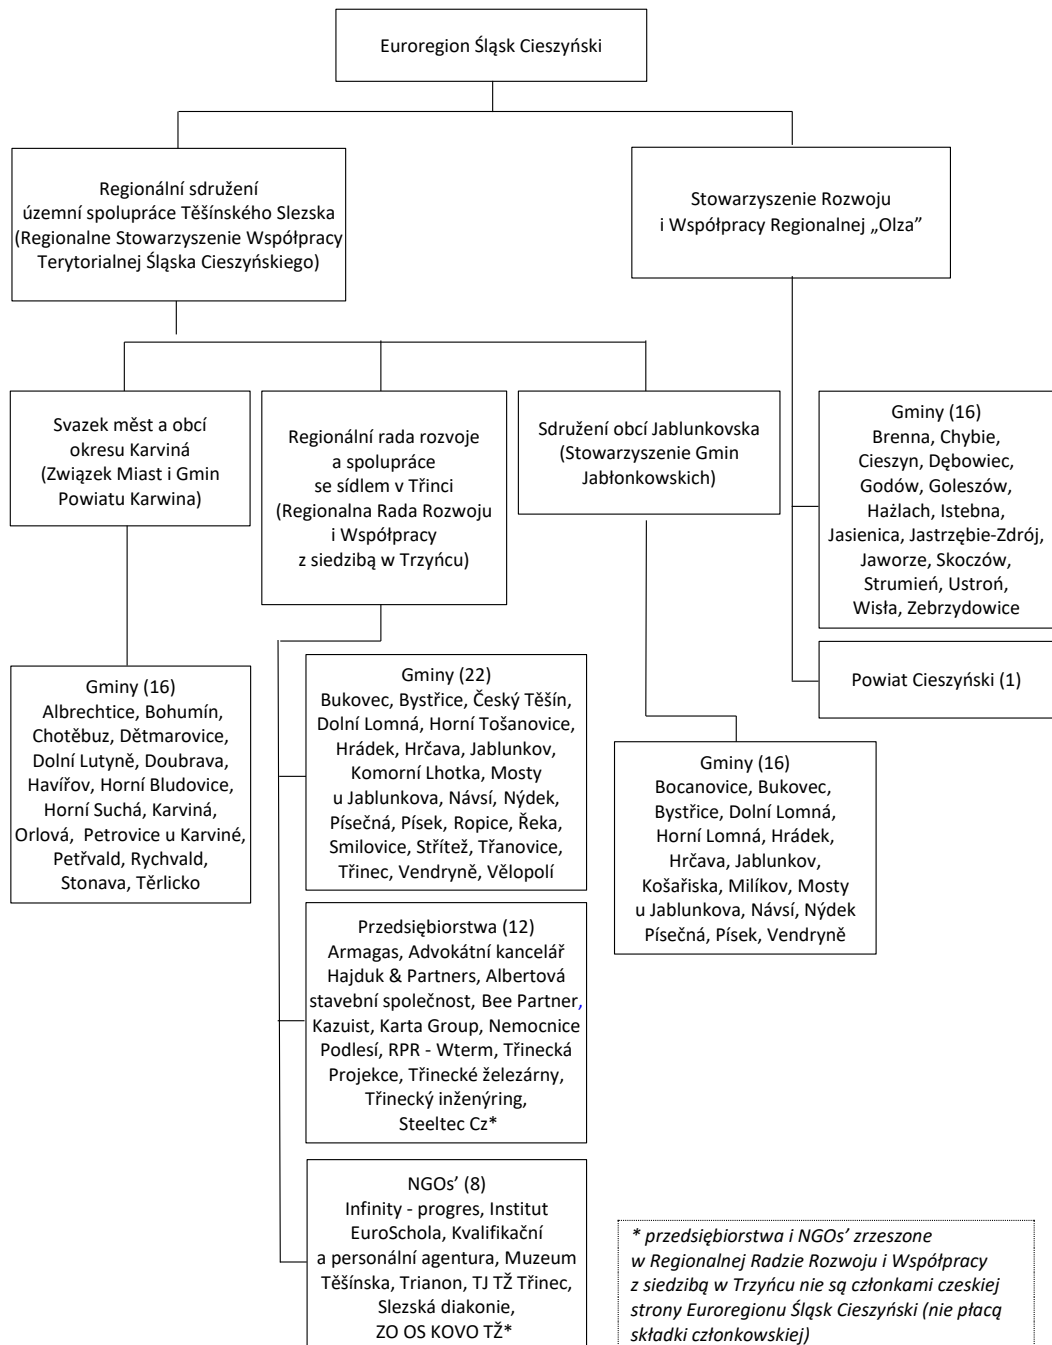 Euroregion Śląsk Cieszyński
Regionální sdružení
územní spolupráce Těšínského Slezska
(Regionalne Stowarzyszenie Współpracy
Terytorialnej Śląska Cieszyńskiego)
Stowarzyszenie Rozwoju
i Współpracy Regionalnej „Olza”
Svazek měst a obcí
okresu Karviná
(Związek Miast i Gmin
Powiatu Karwina)
Regionální rada rozvoje
a spolupráce
se sídlem v Třinci
(Regionalna Rada Rozwoju
i Współpracy
z siedzibą w Trzyńcu)
Sdružení obcí Jablunkovska
(Stowarzyszenie Gmin
Jabłonkowskich)
Gminy (16)
Brenna, Chybie,
Cieszyn, Dębowiec,
Godów, Goleszów,
Hażlach, Istebna,
Jasienica, Jastrzębie-Zdrój,
Jaworze, Skoczów,
Strumień, Ustroń,
Wisła, Zebrzydowice
Powiat Cieszyński (1)
Gminy (16)
Albrechtice, Bohumín,
Chotěbuz, Dětmarovice,
Dolní Lutyně, Doubrava,
Havířov, Horní Bludovice,
Horní Suchá, Karviná,
Orlová, Petrovice u Karviné,
Petřvald, Rychvald,
Stonava, Těrlicko
Gminy (22)
Bukovec, Bystřice, Český Těšín,
Dolní Lomná, Horní Tošanovice,
Hrádek, Hrčava, Jablunkov,
Komorní Lhotka, Mosty
u Jablunkova, Návsí, Nýdek,
Písečná, Písek, Ropice, Řeka,
Smilovice, Střítež, Třanovice,
Třinec, Vendryně, Vělopolí
Gminy (16)
Bocanovice, Bukovec,
Bystřice, Dolní Lomná,
Horní Lomná, Hrádek,
Hrčava, Jablunkov,
Košařiska, Milíkov, Mosty
u Jablunkova, Návsí, Nýdek
Písečná, Písek, Vendryně
Przedsiębiorstwa (12)
Armagas, Advokátní kancelář
Hajduk & Partners, Albertová
stavební společnost, Bee Partner,
Kazuist, Karta Group, Nemocnice
Podlesí, RPR - Wterm, Třinecká
Projekce, Třinecké železárny,
Třinecký inženýring,
Steeltec Cz*
NGOs’ (8)
Infinity - progres, Institut
EuroSchola, Kvalifikační
a personální agentura, Muzeum
Těšínska, Trianon, TJ TŽ Třinec,
Slezská diakonie,
ZO OS KOVO TŽ*
* przedsiębiorstwa i NGOs’ zrzeszone
w Regionalnej Radzie Rozwoju i Współpracy
z siedzibą w Trzyńcu nie są członkami czeskiej
strony Euroregionu Śląsk Cieszyński (nie płacą
składki członkowskiej)